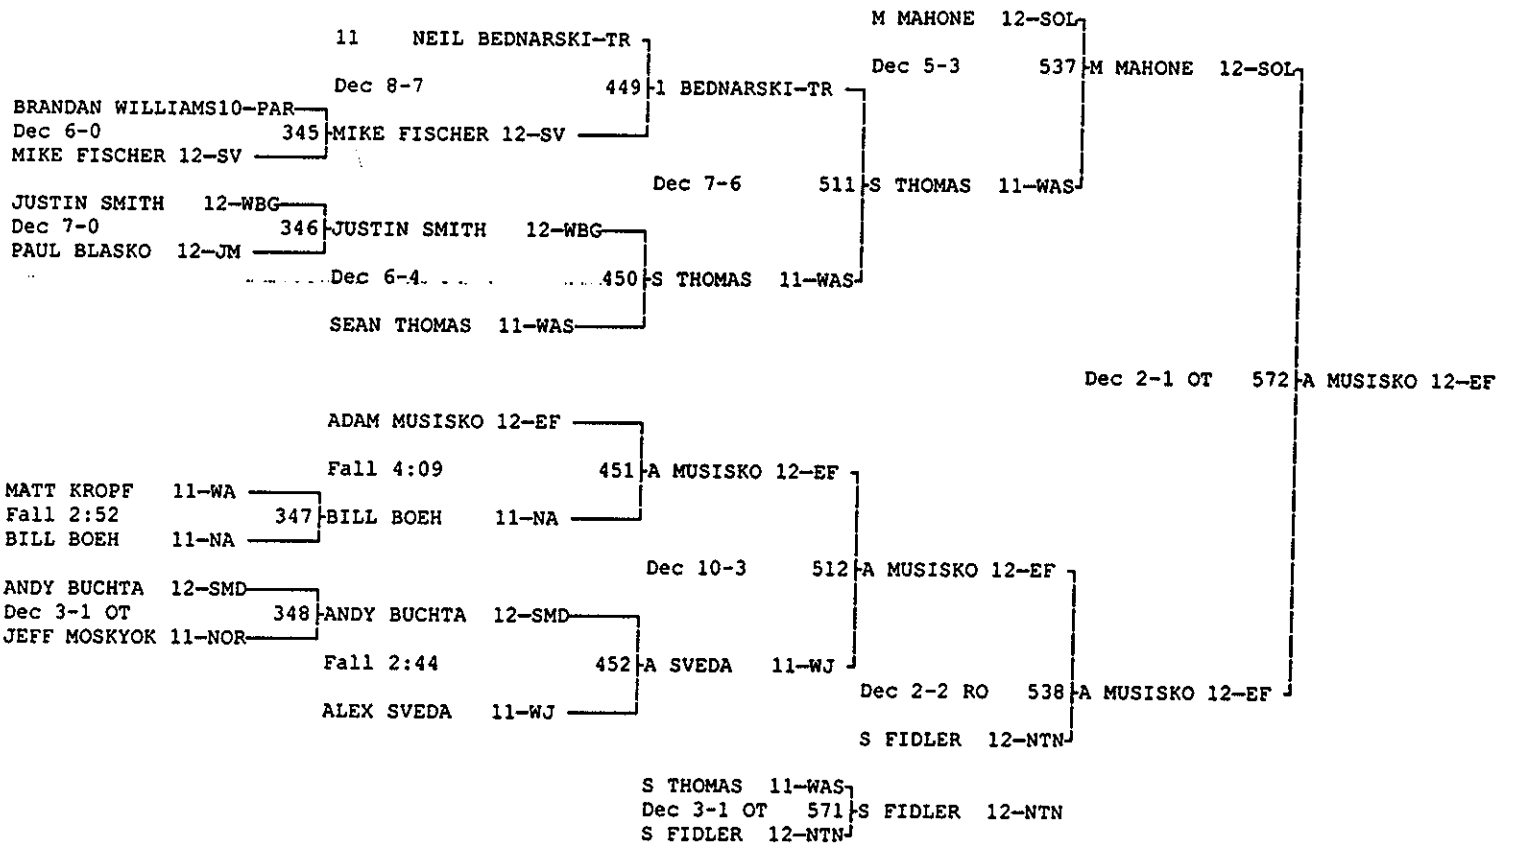 M MAHONE 12-SOL
11 NEIL BEDNARSKI-TR
Dec 5-3 537 M MAHONE 12-SOL
Dec 8-7 449 1 BEDNARSKI-TR
BRANDAN WILLIAMS10-PAR
Dec 6-0 345 MIKE FISCHER 12-SV
MIKE FISCHER 12-SV
Dec 7-6 511 S THOMAS 11-WAS
JUSTIN SMITH 12-WBG
Dec 7-0 346 JUSTIN SMITH 12-WBG
PAUL BLASKO 12-JM
Dec 6-4 450 S THOMAS 11-WAS
SEAN THOMAS 11-WAS
Dec 2-1 OT 572 A MUSISKO 12-EF
ADAM MUSISKO 12-EF
Fall 4:09 451 A MUSISKO 12-EF
MATT KROPF 11-WA
Fall 2:52 347 BILL BOEH 11-NA
BILL BOEH 11-NA
Dec 10-3 512 A MUSISKO 12-EF
ANDY BUCHTA 12-SMD
Dec 3-1 OT 348 ANDY BUCHTA 12-SMD
JEFF MOSKYOK 11-NOR
Fall 2:44 452 A SVEDA 11-WJ
Dec 2-2 RO 538 A MUSISKO 12-EF
ALEX SVEDA 11-WJ
S FIDLER 12-NTN
S THOMAS 11-WAS
Dec 3-1 OT 571 S FIDLER 12-NTN
S FIDLER 12-NTN